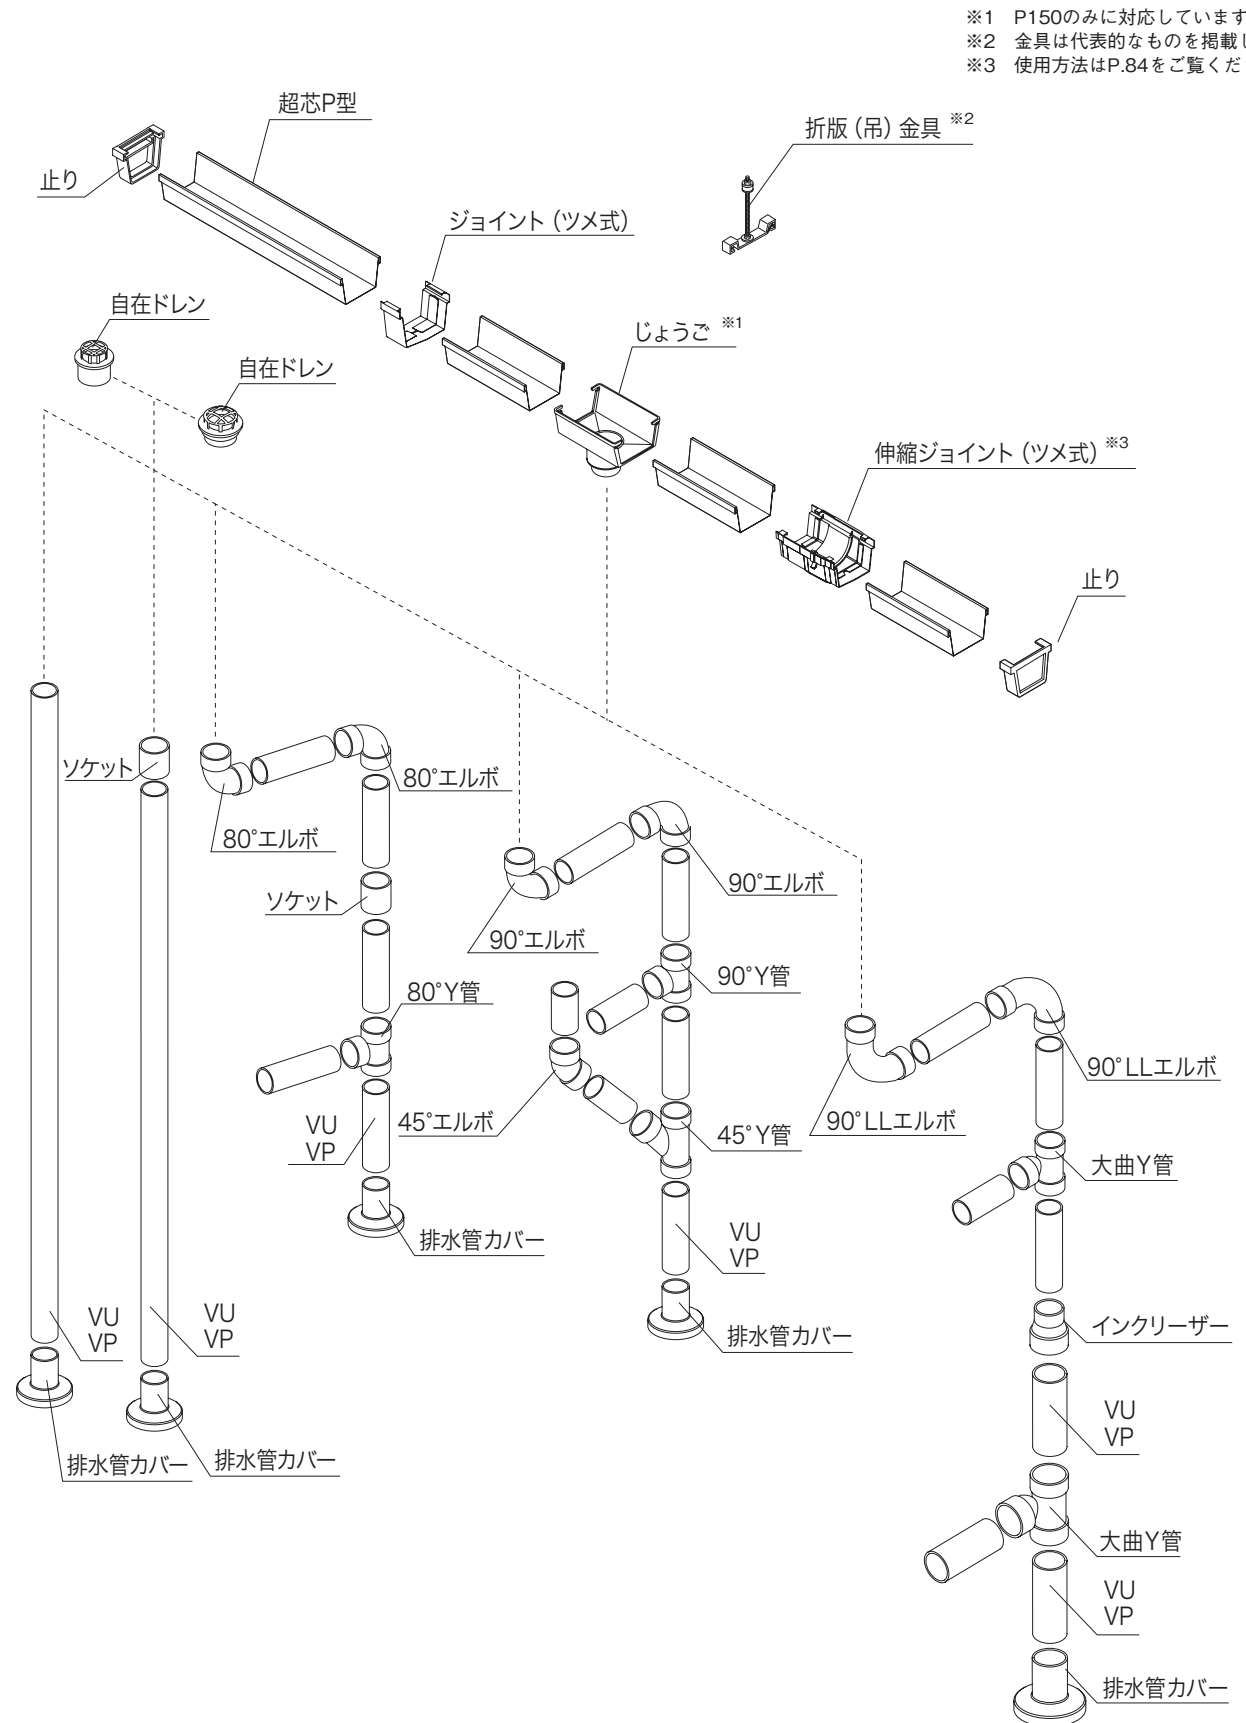 ※1　P150のみに対応しています
※2　金具は代表的なものを掲載し
※3　使用方法はP.84をご覧くだ
超芯P型
折版（吊）金具 ※2
止り
ジョイント（ツメ式）
自在ドレン
じょうご ※1
自在ドレン
伸縮ジョイント（ツメ式）※3
止り
ソケット
80°エルボ
80°エルボ
90°エルボ
ソケット
90°エルボ
90°Y管
80°Y管
90°LLエルボ
45°エルボ
VU
VP
45°Y管
90°LLエルボ
大曲Y管
排水管カバー
VU
VP
VU
VP
VU
VP
排水管カバー
インクリーザー
VU
VP
排水管カバー
排水管カバー
大曲Y管
VU
VP
排水管カバー